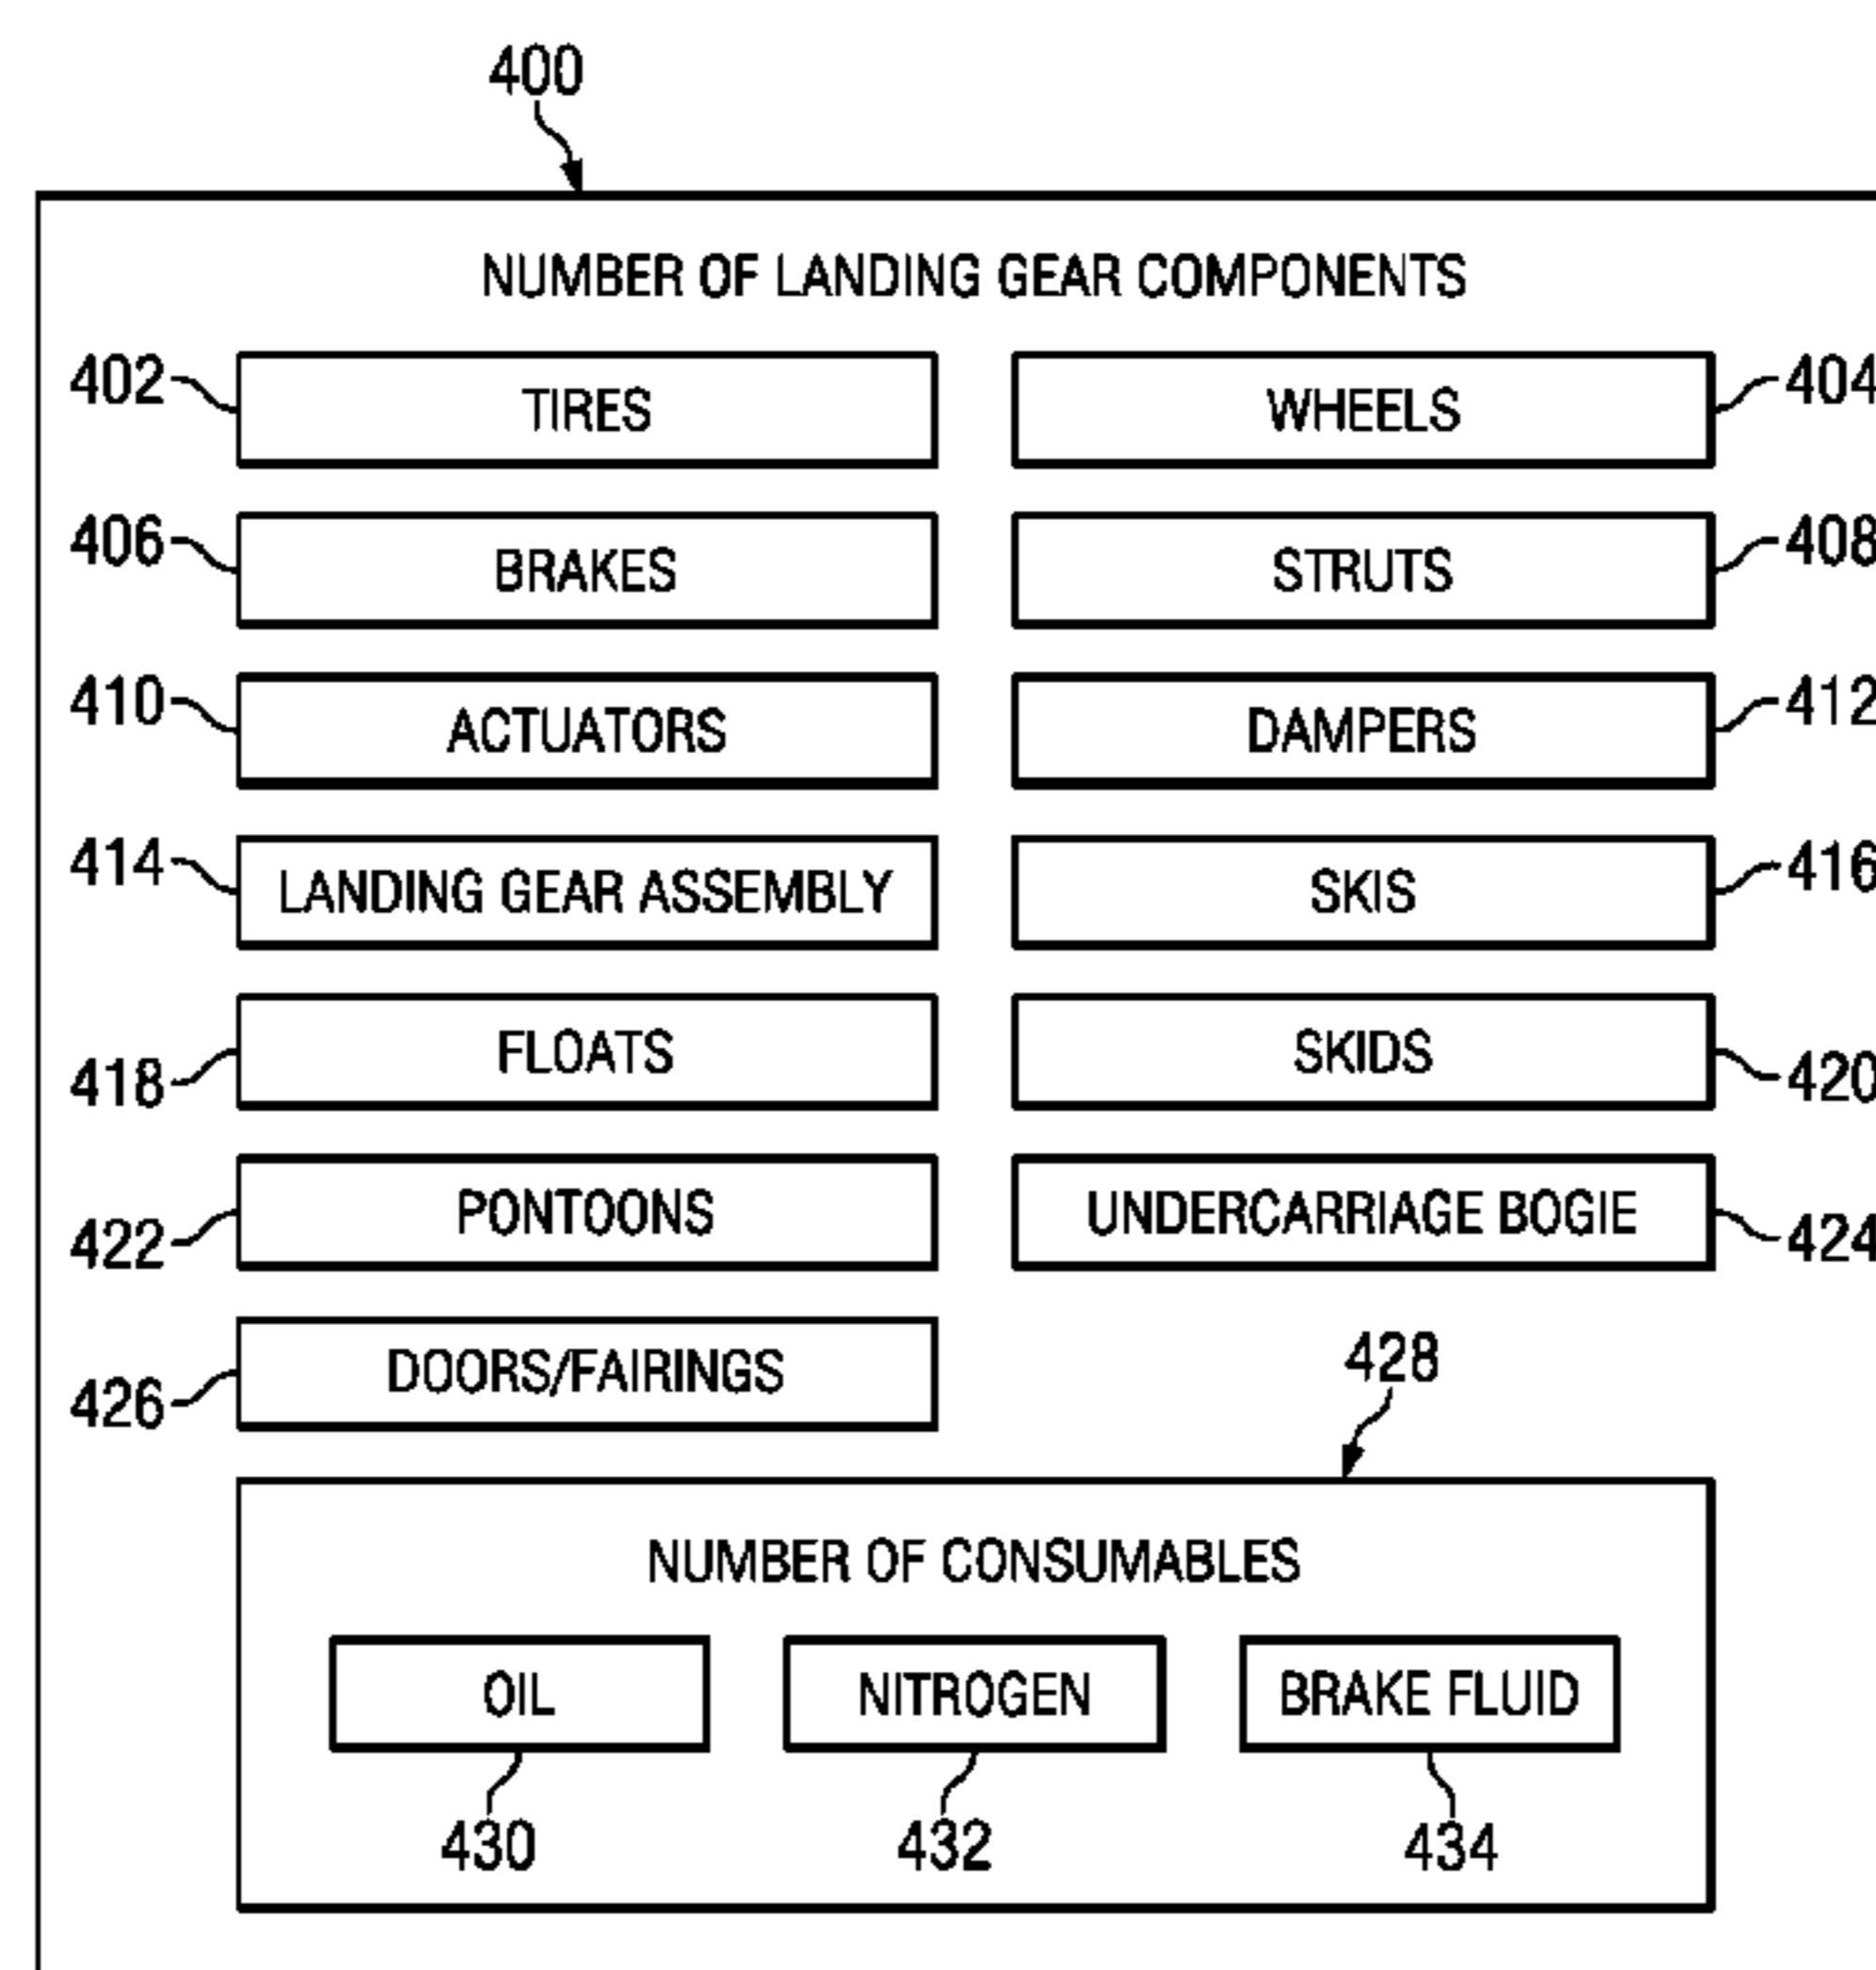 400
NUMBER OF LANDING GEAR COMPONENTS
402 TIRES WHEELS 404
406 BRAKES STRUTS 408
410 ACTUATORS DAMPERS 412
414 LANDING GEAR ASSEMBLY SKIS 416
418 FLOATS SKIDS 420
422 PONTOONS UNDERCARRIAGE BOGIE 424
426 DOORS/FAIRINGS 428
NUMBER OF CONSUMABLES
OIL NITROGEN BRAKE FLUID
430 432 434